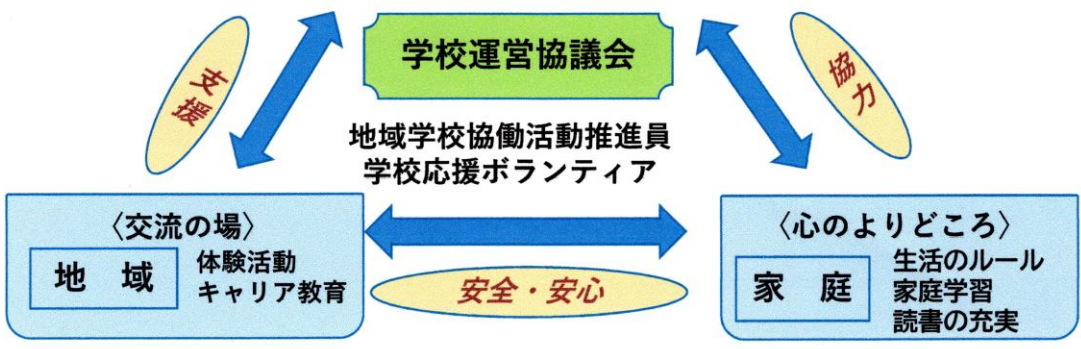 学校運営協議会
支援
協力
地域学校協働活動推進員
学校応援ボランティア
〈交流の場〉
地 域
体験活動
キャリア教育
安全・安心
〈心のよりどころ〉
家 庭
生活のルール
家庭学習
読書の充実